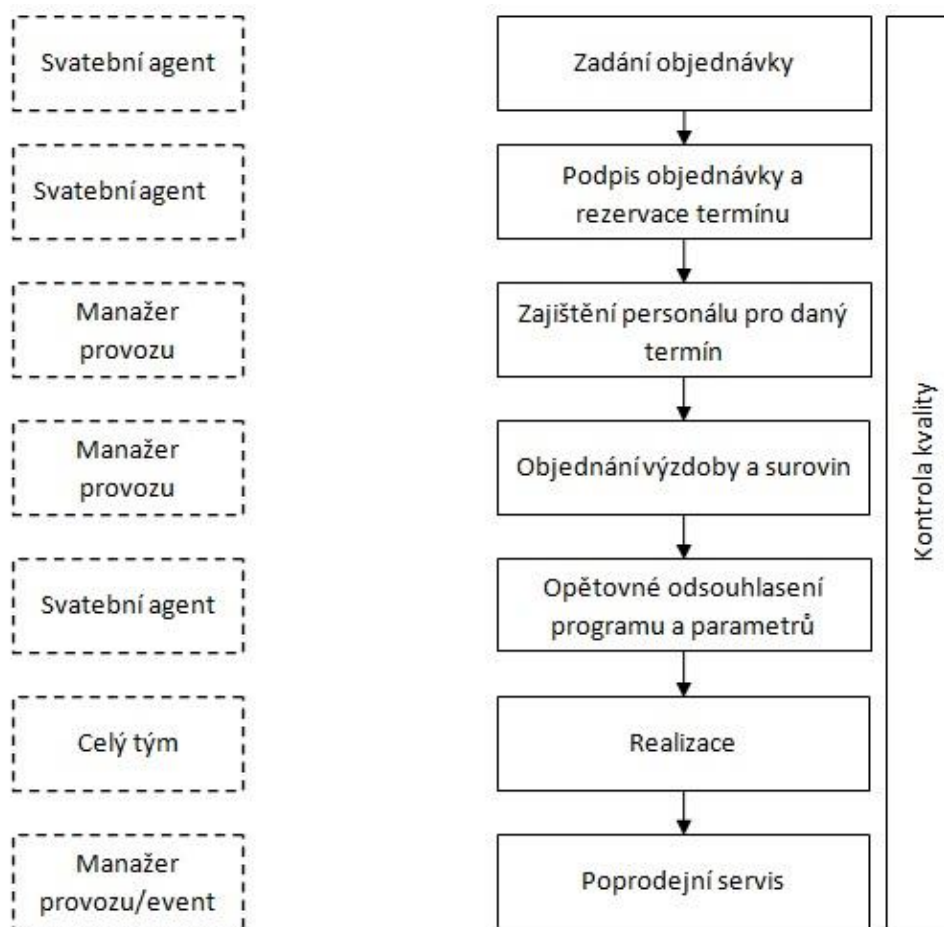 Svatební agent
Zadání objednávky
Svatební agent
Podpis objednávky a
rezervace termínu
Manažer
provozu
Zajištění personálu pro daný
termín
Manažer
provozu
Objednání výzdoby a surovin
Svatební agent
Opětovné odsouhlasení
programu a parametrů
Celý tým
Realizace
Manažer
provozu/event
Poprodejní servis
Kontrola kvality